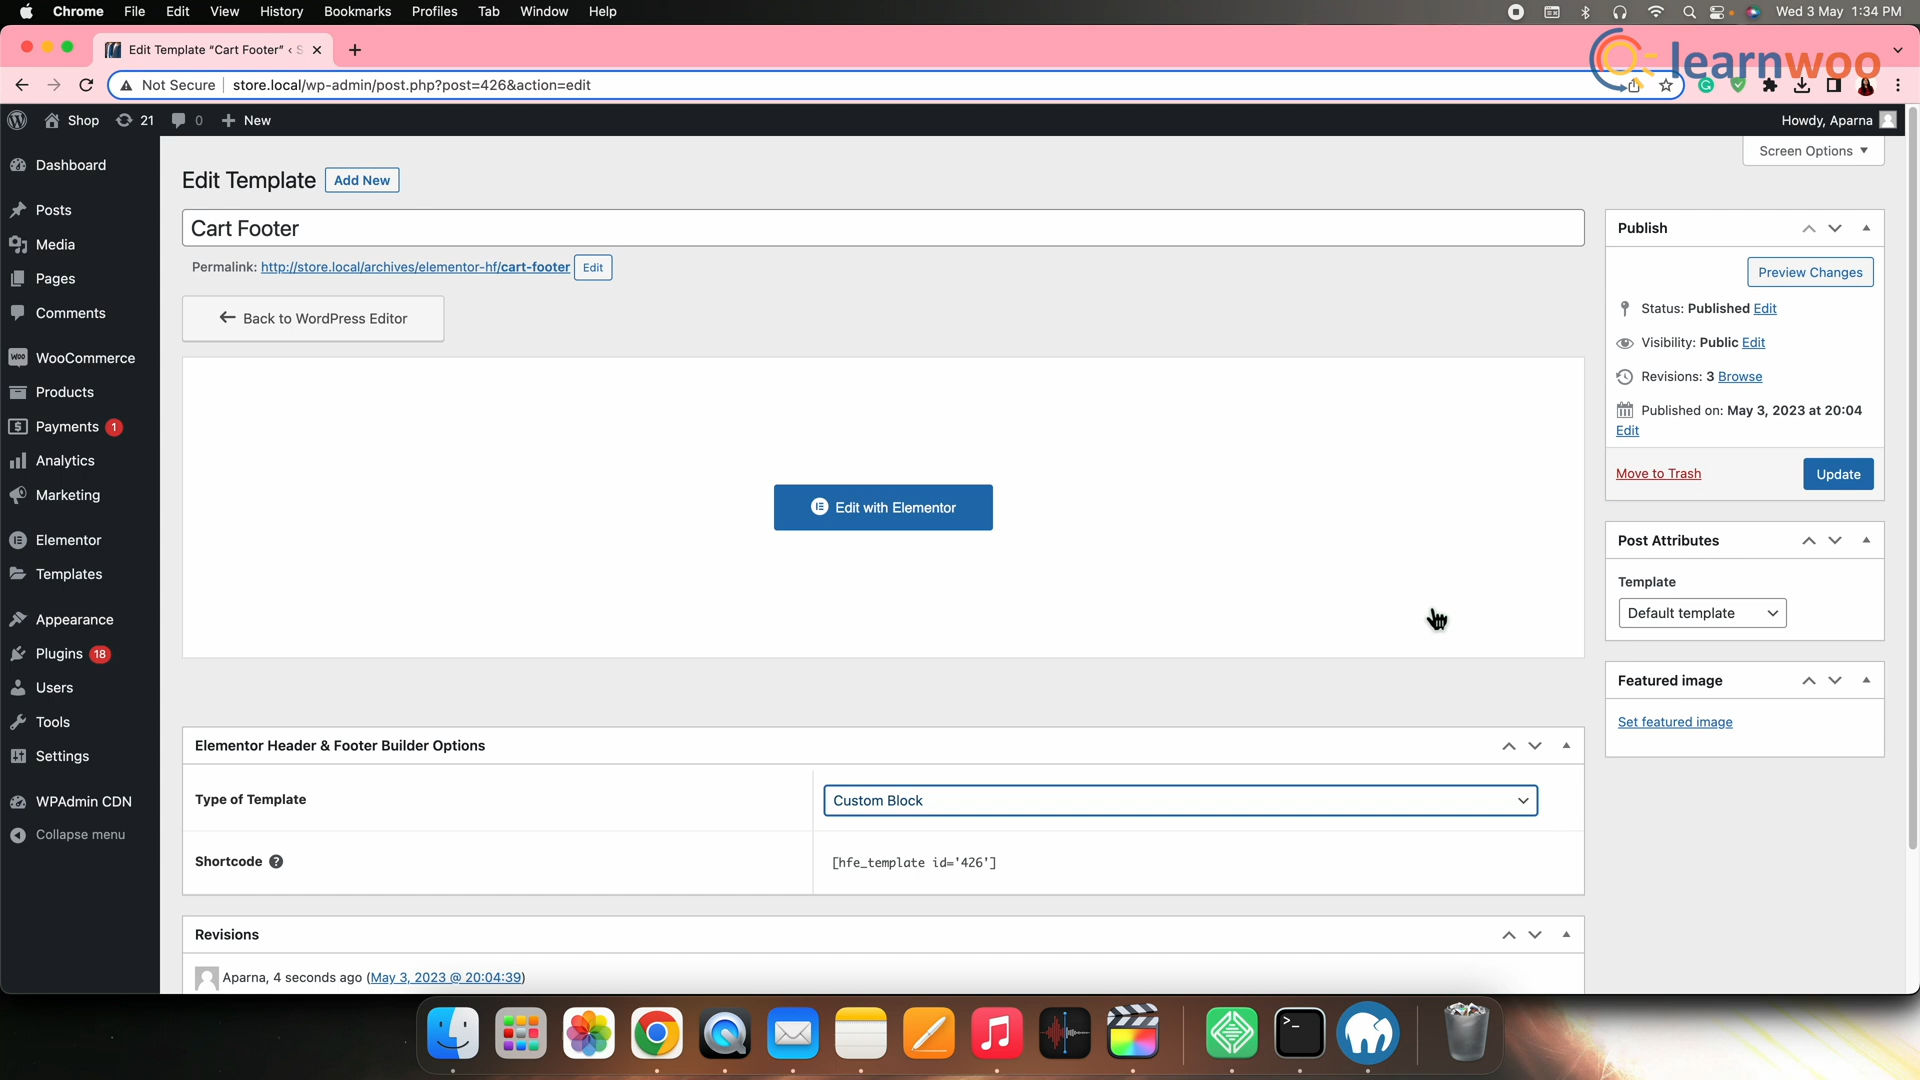 Chrome File Edit View History Bookmarks Profiles Tab Window Help
Wed 3 May 1:34 PM
Edit Template "Cart Footer" ‹ S
learnwoo
Not Secure store.local/wp-admin/post.php?post=426&action=edit
Shop 21 0 + New
Howdy, Aparna
Screen Options
Dashboard
Posts
Media
Pages
Comments
WooCommerce
Products
Payments 1
Analytics
Marketing
Elementor
Templates
Appearance
Plugins 18
Users
Tools
Settings
WPAdmin CDN
Collapse menu
Edit Template Add New
Cart Footer
Permalink: http://store.local/archives/elementor-hf/cart-footer Edit
← Back to WordPress Editor
Edit with Elementor
Elementor Header & Footer Builder Options
Type of Template
Custom Block
Shortcode ?
[hfe_template id='426']
Revisions
Aparna, 4 seconds ago (May 3, 2023 @ 20:04:39)
Publish
Preview Changes
Status: Published Edit
Visibility: Public Edit
Revisions: 3 Browse
Published on: May 3, 2023 at 20:04
Edit
Move to Trash
Update
Post Attributes
Template
Default template
Featured image
Set featured image